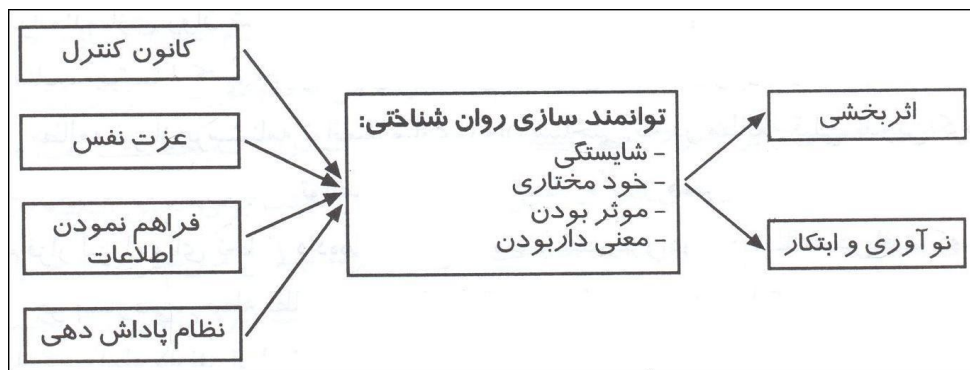 کانون کنترل
عزت نفس
فراهم نمودن
اطلاعات
نظام پاداش دهی
توانمند سازی روان شناختی:
- شایستگی
- خود مختاری
- موثر بودن
- معنی داربودن
اثربخشی
نوآوری و ابتکار